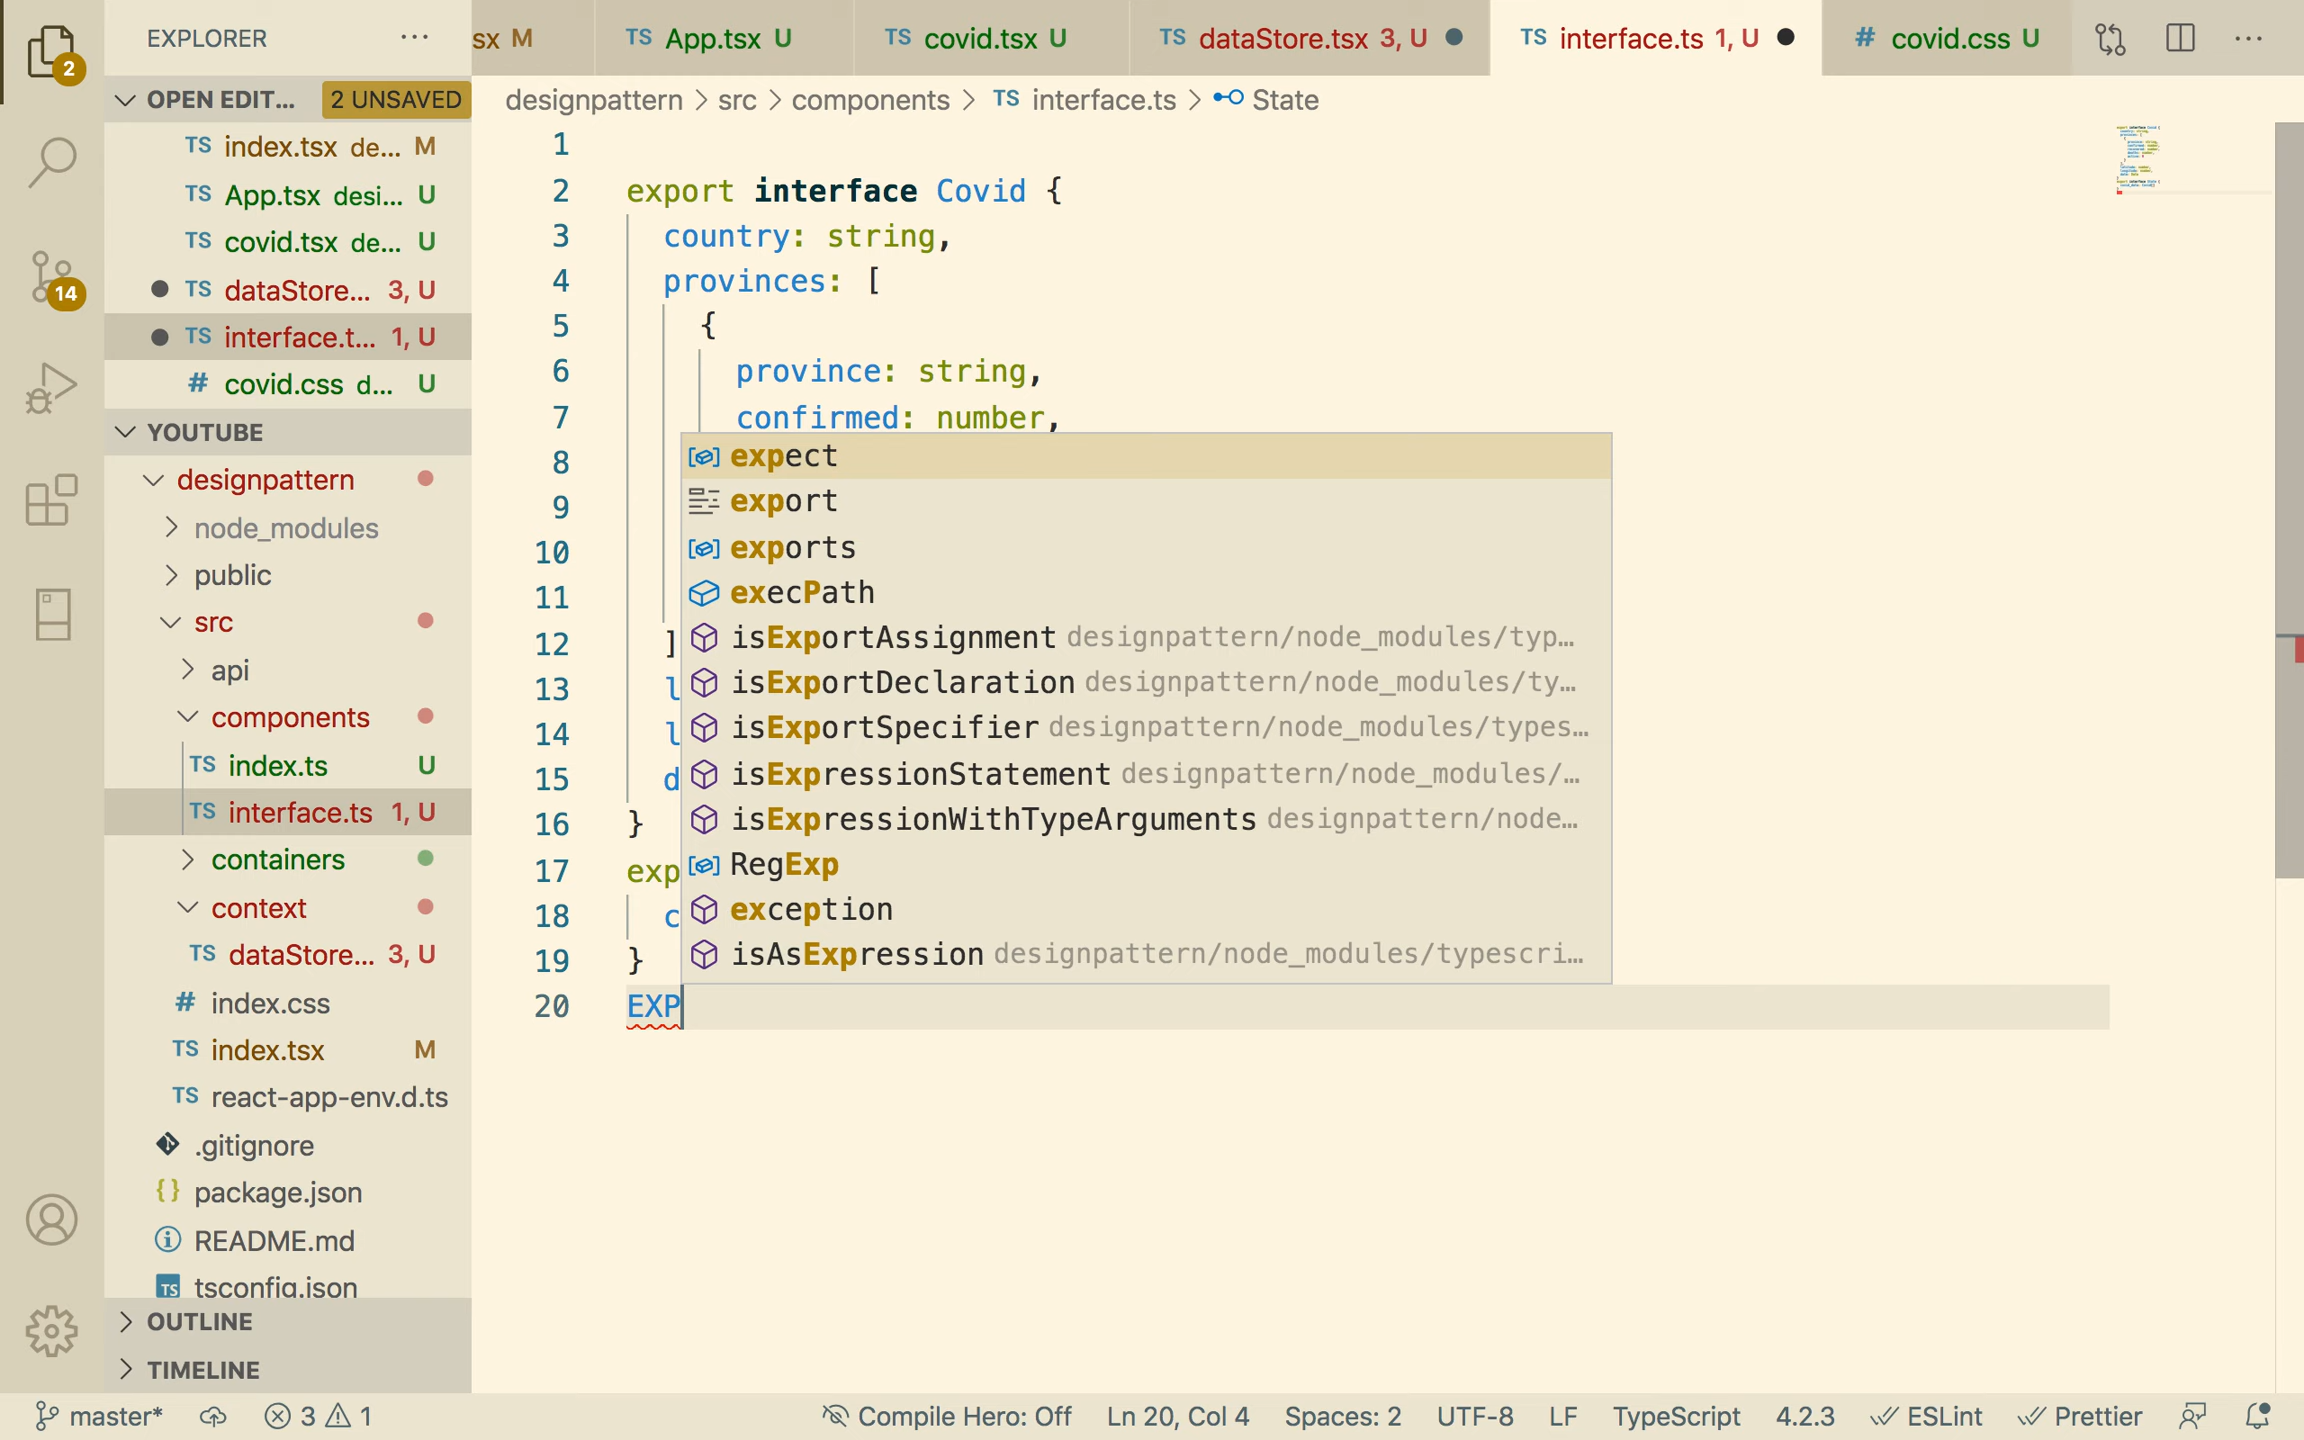 EXPLORER
sx M
App.tsx U
covid.tsx U
dataStore.tsx 3, U
interface.ts 1, U
# covid.css U
2
OPEN EDIT... 2 UNSAVED
TS index.tsx de... M
TS App.tsx desi... U
TS covid.tsx de... U
TS dataStore... 3, U
TS interface.t... 1, U
# covid.css d... U
14
YOUTUBE
designpattern
node_modules
public
src
api
components
TS index.ts U
TS interface.ts 1, U
containers
context
TS dataStore... 3, U
# index.css
TS index.tsx M
TS react-app-env.d.ts
.gitignore
{} package.json
README.md
TS tsconfig.json
OUTLINE
TIMELINE
designpattern > src > components > TS interface.ts > State
1
2 export interface Covid {
3 country: string,
4 provinces: [
5 {
6 province: string,
7 confirmed: number,
8
9
10
11
12 ]
13 l
14 l
15 d
16 }
17 exp
18 c
19 }
20 EXP
expect
export
exports
execPath
isExportAssignment designpattern/node_modules/typ...
isExportDeclaration designpattern/node_modules/ty...
isExportSpecifier designpattern/node_modules/types...
isExpressionStatement designpattern/node_modules/...
isExpressionWithTypeArguments designpattern/node...
RegExp
exception
isAsExpression designpattern/node_modules/typescri...
master* 3 1 Compile Hero: Off Ln 20, Col 4 Spaces: 2 UTF-8 LF TypeScript 4.2.3 ESLint Prettier